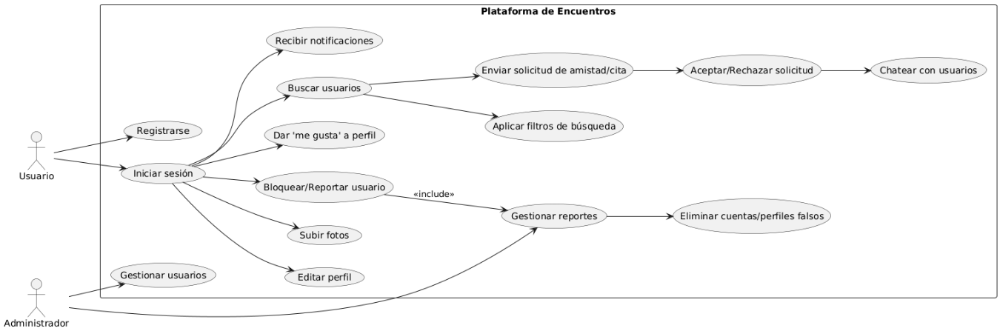 Plataforma de Encuentros
Recibir notificaciones
Enviar solicitud de amistad/cita
Aceptar/Rechazar solicitud
Chatear con usuarios
Buscar usuarios
Aplicar filtros de búsqueda
Registrarse
Dar 'me gusta' a perfil
Usuario
Iniciar sesión
Bloquear/Reportar usuario
«include»
Gestionar reportes
Eliminar cuentas/perfiles falsos
Subir fotos
Gestionar usuarios
Editar perfil
Administrador